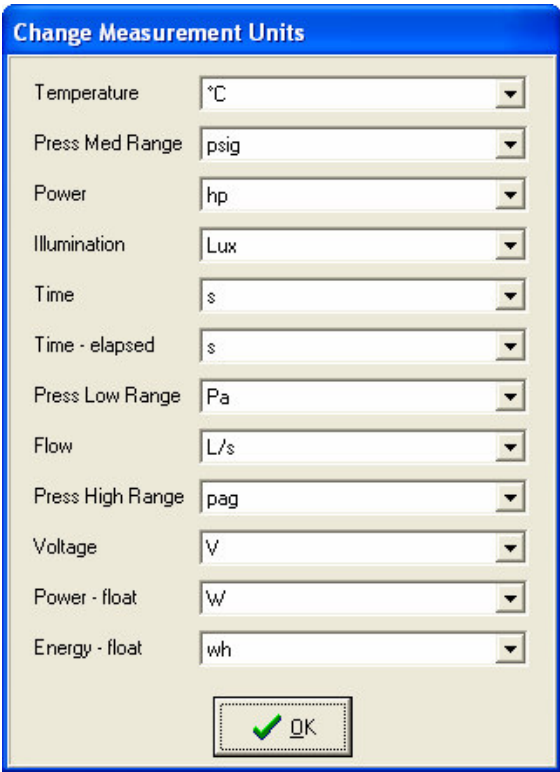 Change Measurement Units
Temperature °C
Press Med Range psig
Power hp
Illumination Lux
Time s
Time - elapsed s
Press Low Range Pa
Flow L/s
Press High Range pag
Voltage V
Power - float W
Energy - float wh
OK